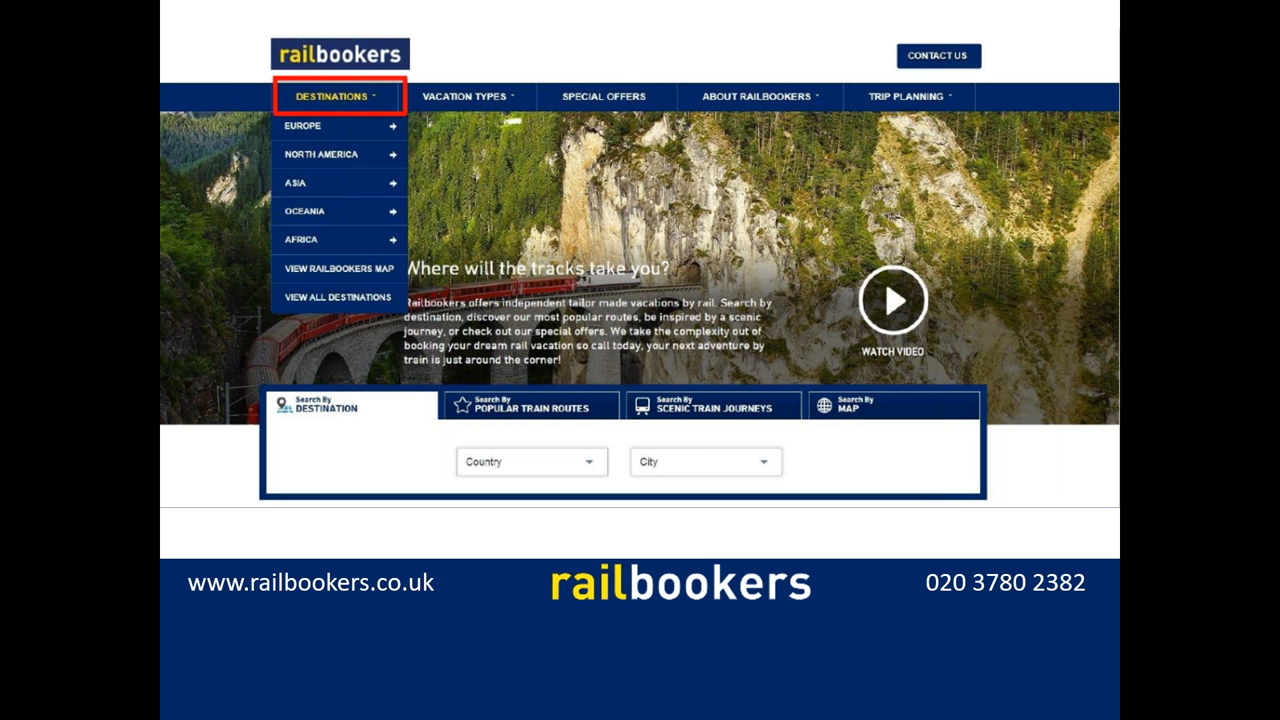 railbookers
CONTACT US
DESTINATIONS
VACATION TYPES
SPECIAL OFFERS
ABOUT RAILBOOKERS
TRIP PLANNING
EUROPE
NORTH AMERICA
ASIA
OCEANIA
AFRICA
VIEW RAILBOOKERS MAP
VIEW ALL DESTINATIONS
Where will the tracks take you?
Railbookers offers independent tailor made vacations by rail. Search by
destination, discover our most popular routes, be inspired by a scenic
journey, or check out our special offers. We take the complexity out of
booking your dream rail vacation so call today, your next adventure by
train is just around the corner!
WATCH VIDEO
Search By
DESTINATION
Search By
POPULAR TRAIN ROUTES
Search By
SCENIC TRAIN JOURNEYS
Search By
MAP
Country
City
www.railbookers.co.uk
railbookers
020 3780 2382